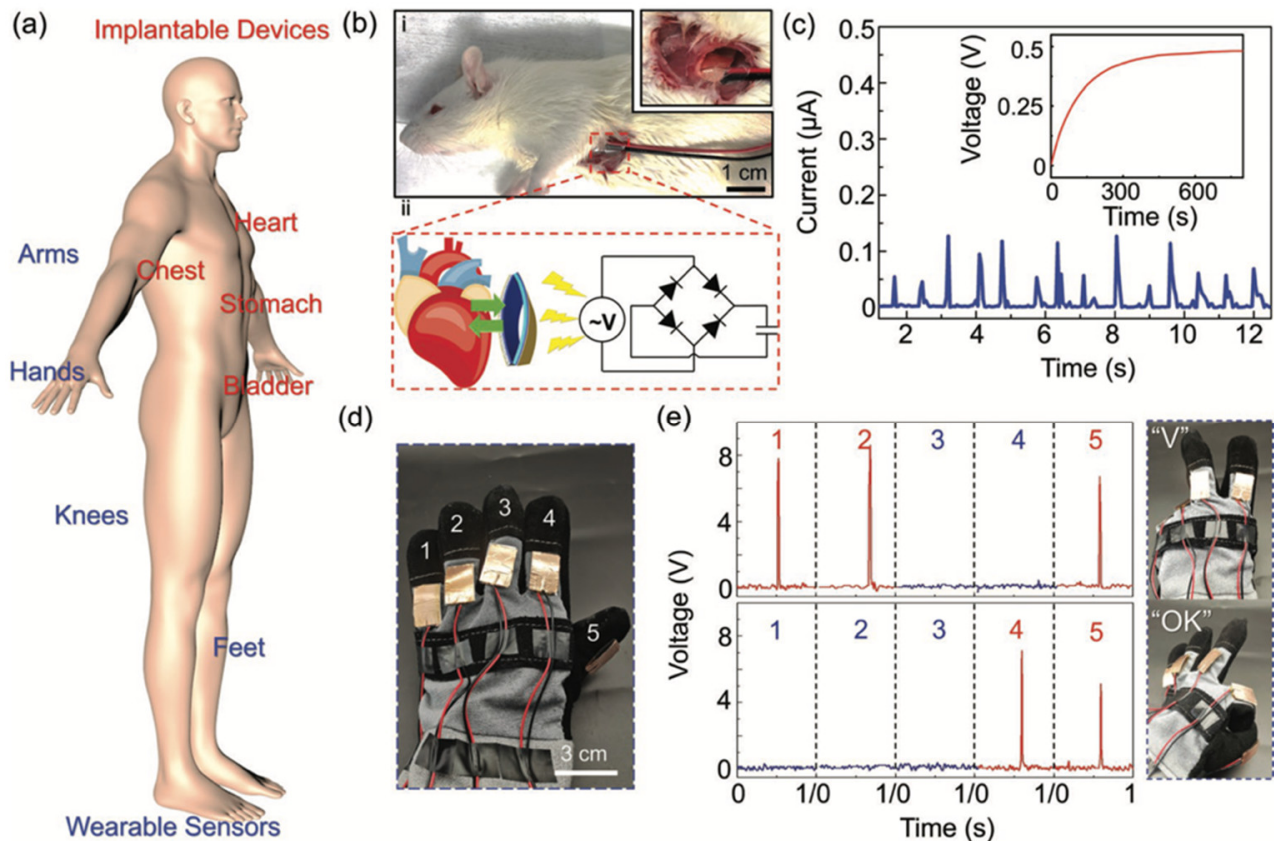 (a)
Implantable Devices
Heart
Arms
Chest
Stomach
Hands
Bladder
Knees
Feet
Wearable Sensors
(b)
i
1 cm
ii
~V
(c)
0.5
0.4
0.3
0.2
0.1
0
Current (µA)
2 4 6 8 10 12
Time (s)
0.5
0.25
0
Voltage (V)
0 300 600
Time (s)
(d)
1 2 3 4
5
3 cm
(e)
8
4
0
1 2 3 4 5
8
4
0
1 2 3 4 5
Voltage (V)
0 1/0 1/0 1/0 1/0 1
Time (s)
"V"
"OK"